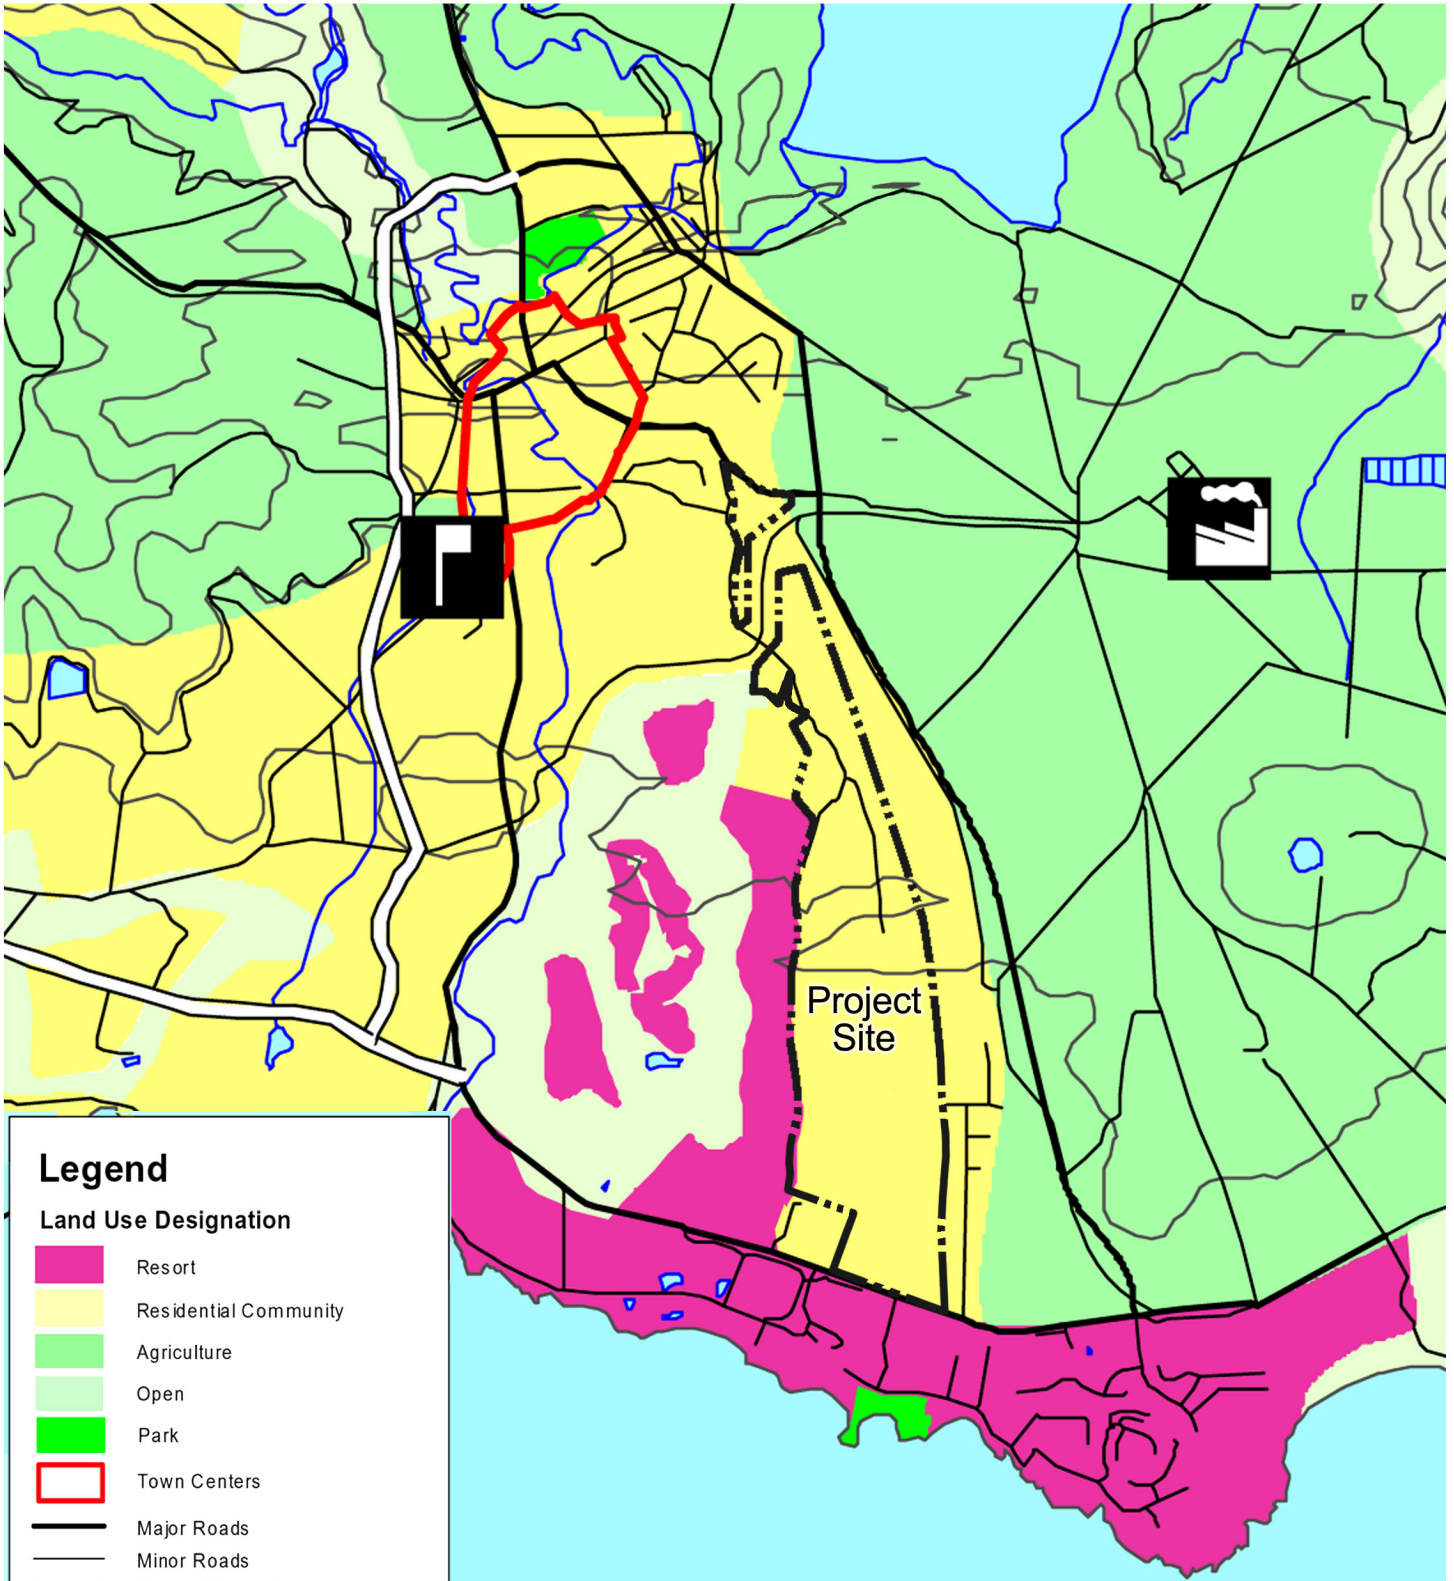 Project
Site
Legend
Land Use Designation
Resort
Residential Community
Agriculture
Open
Park
Town Centers
Major Roads
Minor Roads